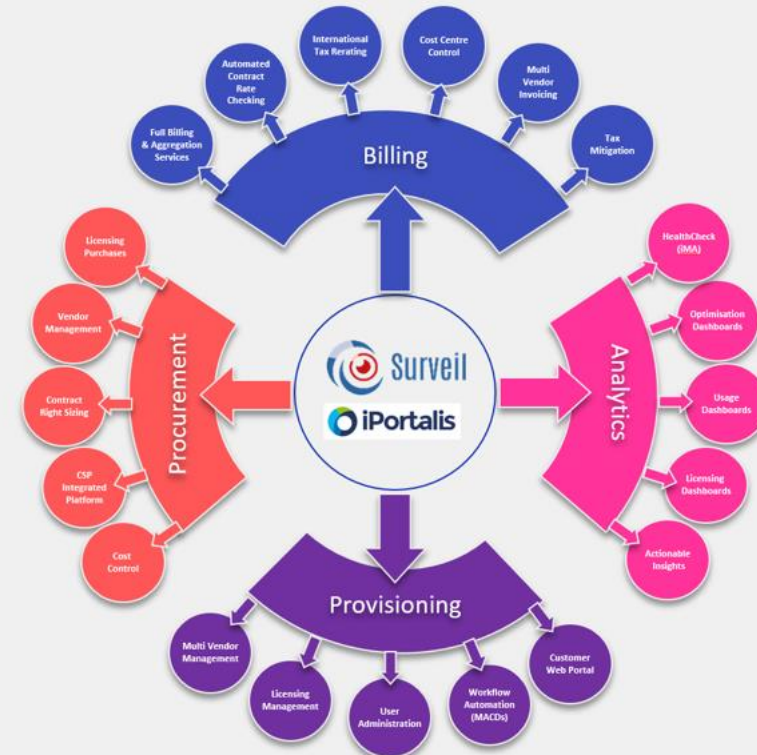 International
Tax Rerating
Cost Centre
Control
Automated
Contract
Rate
Checking
Multi
Vendor
Invoicing
Full Billing
& Aggregation
Services
Tax
Mitigation
Billing
Licensing
Purchases
Vendor
Management
Contract
Right Sizing
CSP
Integrated
Platform
Cost
Control
Procurement
Surveil
iPortalis
HealthCheck
(iMA)
Optimisation
Dashboards
Usage
Dashboards
Licensing
Dashboards
Actionable
Insights
Analytics
Provisioning
Multi Vendor
Management
Licensing
Management
User
Administration
Workflow
Automation
(MACDs)
Customer
Web Portal